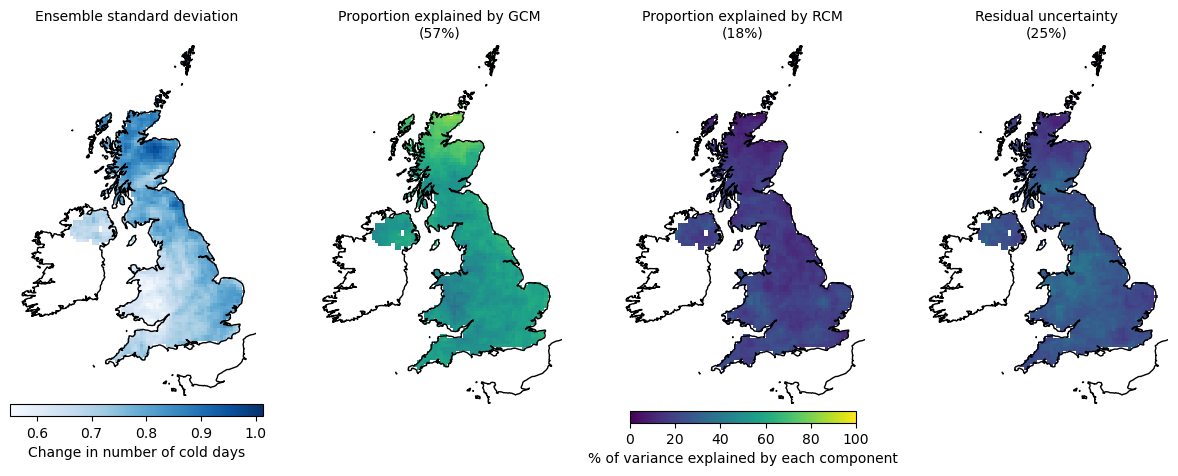 Ensemble standard deviation
Proportion explained by GCM
(57%)
Proportion explained by RCM
(18%)
Residual uncertainty
(25%)
0.6 0.7 0.8 0.9 1.0
Change in number of cold days
0 20 40 60 80 100
% of variance explained by each component